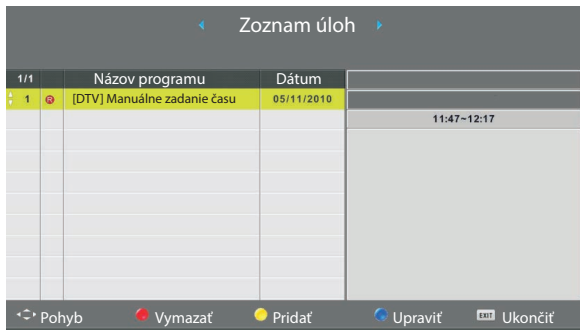 Zoznam úloh
1/1 Názov programu Dátum
1 R [DTV] Manuálne zadanie času 05/11/2010
11:47~12:17
Pohyb Vymazať Pridať Upraviť EXIT Ukončiť